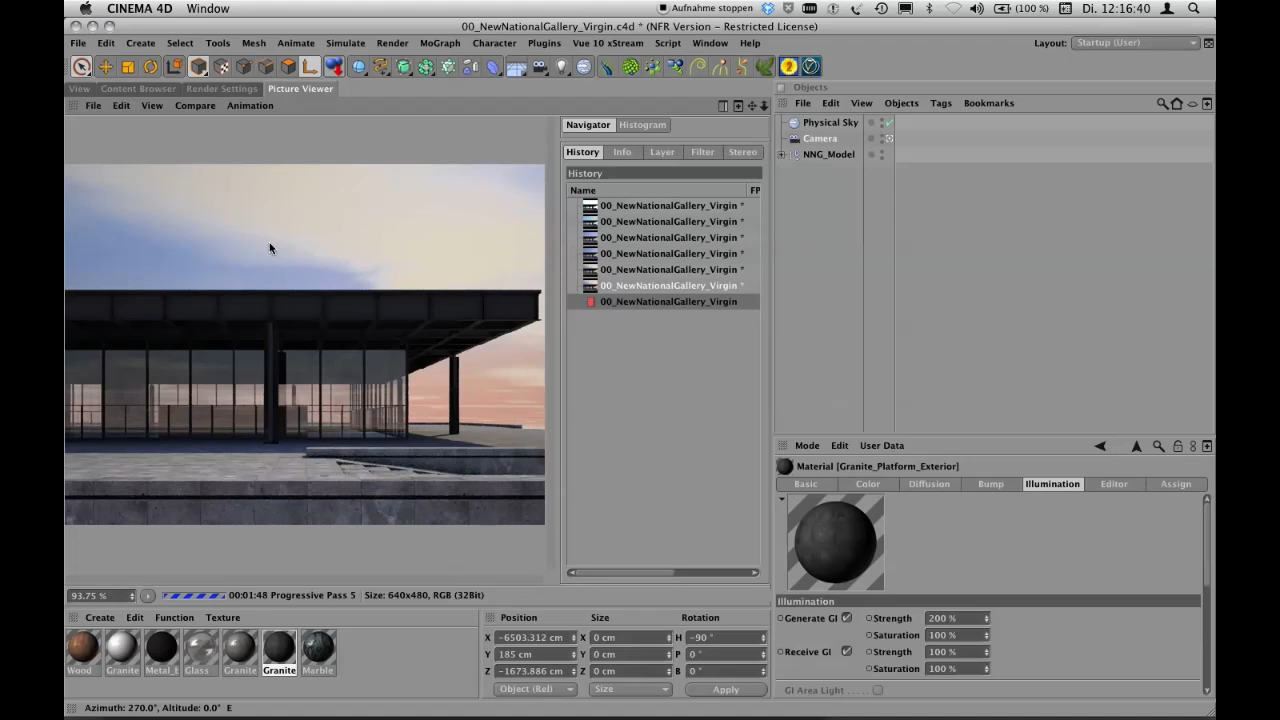 CINEMA 4D Window Aufnahme stoppen (100 %) Di. 12:16:40
00_NewNationalGallery_Virgin.c4d * (NFR Version - Restricted License)
File Edit Create Select Tools Mesh Animate Simulate Render MoGraph Character Plugins Vue 10 xStream Script Window Help Layout: Startup (User)
View Content Browser Render Settings Picture Viewer Objects
File Edit View Compare Animation File Edit View Objects Tags Bookmarks
Navigator Histogram Physical Sky
Camera
History Info Layer Filter Stereo NNG_Model
History
Name FP
00_NewNationalGallery_Virgin *
00_NewNationalGallery_Virgin *
00_NewNationalGallery_Virgin *
00_NewNationalGallery_Virgin *
00_NewNationalGallery_Virgin *
00_NewNationalGallery_Virgin *
00_NewNationalGallery_Virgin
Mode Edit User Data
Material [Granite_Platform_Exterior]
Basic Color Diffusion Bump Illumination Editor Assign
93.75 % 00:01:48 Progressive Pass 5 Size: 640x480, RGB (32Bit)
Illumination
Create Edit Function Texture Position Size Rotation Generate GI Strength 200 %
X -6503.312 cm X 0 cm H -90 ° Saturation 100 %
Y 185 cm Y 0 cm P 0 ° Receive GI Strength 100 %
Wood Granite Metal_E Glass Granite Granite Marble Z -1673.886 cm Z 0 cm B 0 ° Saturation 100 %
Object (Rel) Size Apply GI Area Light . . . . .
Azimuth: 270.0°, Altitude: 0.0° E